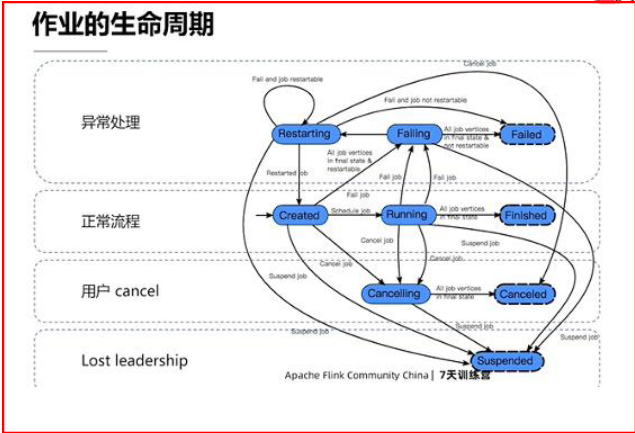 作业的生命周期
Cancel job
Fail and job restartable
Fail and job not restartable
异常处理
Restarting
Failing
All job vertices
in final state &
not restartable
Failed
All job vertices
in final state &
restartable
Restarted job
Fail job
Fail job
Fail job
正常流程
Created
Schedule job
Running
All job vertices
in final state
Finished
Cancel job
Suspend job
Cancel job
Cancel job
Suspend job
用户 cancel
Cancelling
All job vertices
in final state
Canceled
Suspend job
Suspend job
Suspend job
Lost leadership
Suspended
Apache Flink Community China | 7天训练营